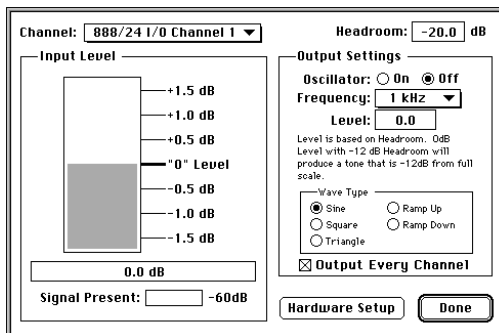 Channel: 888/24 I/O Channel 1
Headroom: -20.0 dB
Input Level
+1.5 dB
+1.0 dB
+0.5 dB
"0" Level
-0.5 dB
-1.0 dB
-1.5 dB
0.0 dB
Signal Present: -60dB
Output Settings
Oscillator: On Off
Frequency: 1 kHz
Level: 0.0
Level is based on Headroom. 0dB
Level with -12 dB Headroom will
produce a tone that is -12dB from full
scale.
Wave Type
Sine Ramp Up
Square Ramp Down
Triangle
Output Every Channel
Hardware Setup Done